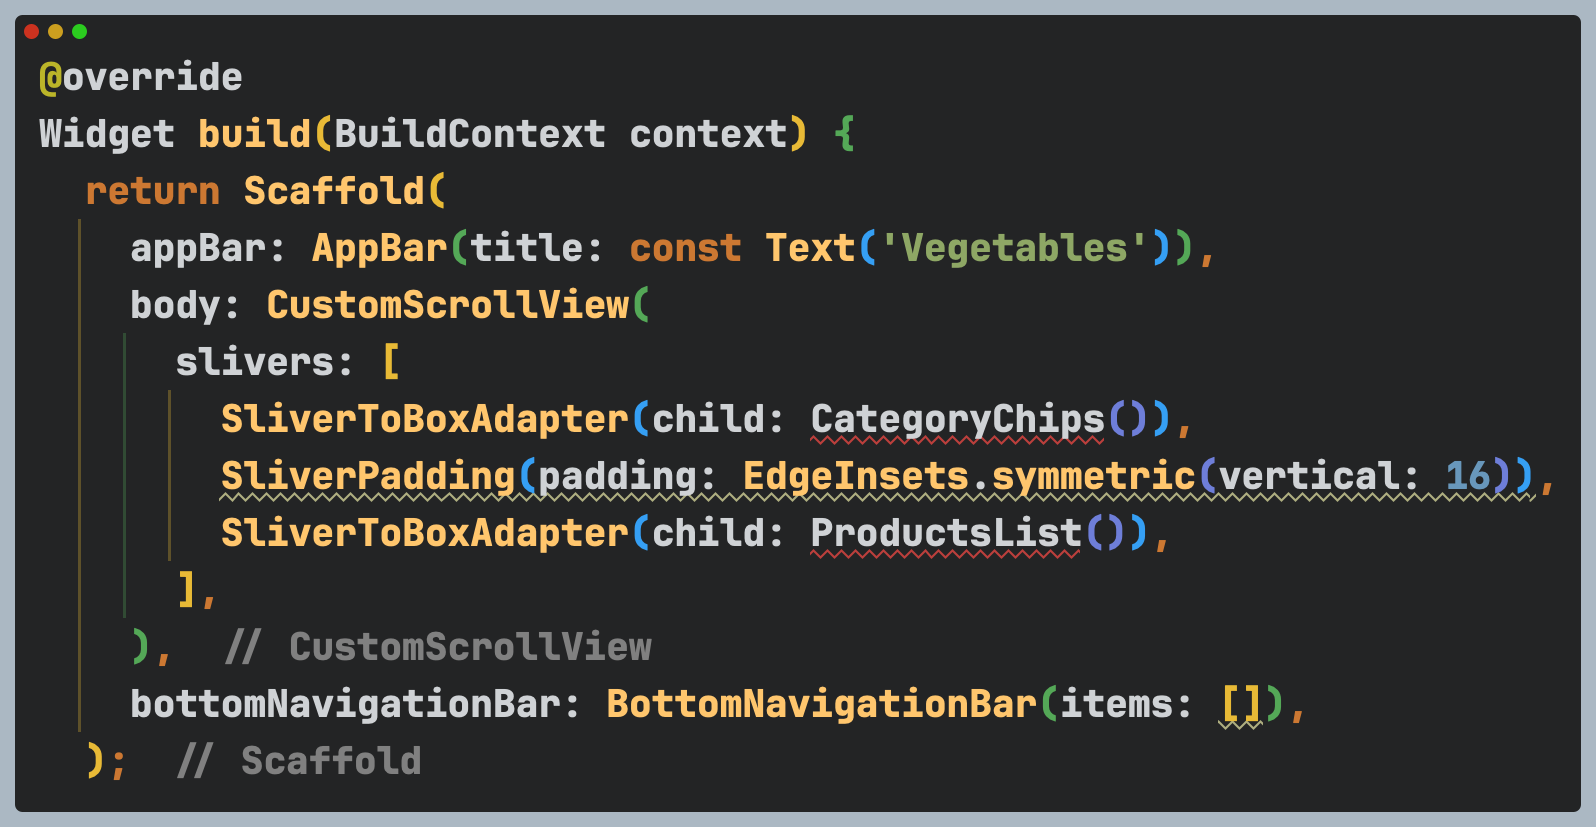 @override
Widget build(BuildContext context) {
  return Scaffold(
    appBar: AppBar(title: const Text('Vegetables')),
    body: CustomScrollView(
      slivers: [
        SliverToBoxAdapter(child: CategoryChips()),
        SliverPadding(padding: EdgeInsets.symmetric(vertical: 16)),
        SliverToBoxAdapter(child: ProductsList()),
      ],
    ),  // CustomScrollView
    bottomNavigationBar: BottomNavigationBar(items: []),
  );  // Scaffold